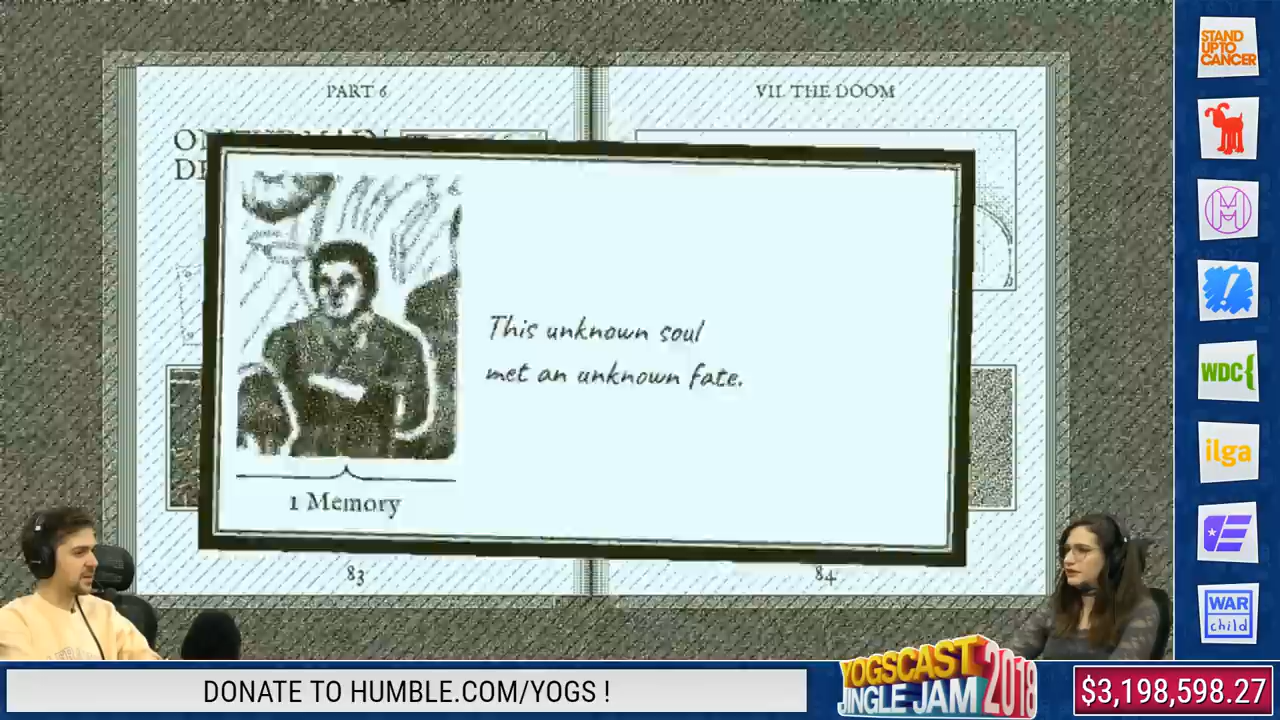 PART 6
VII. THE DOOM
This unknown soul
met an unknown fate.
1 Memory
b
83
84
STAND
UP TO
CANCER
M
!
WDC
ilga
E
WAR
child
DONATE TO HUMBLE.COM/YOGS !
YOGSCAST
JINGLE JAM 2018
$3,198,598.27